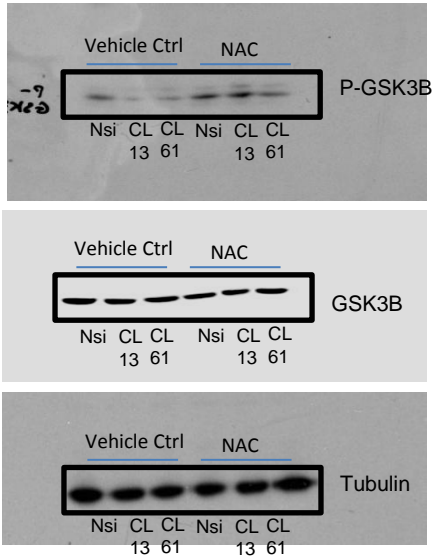 Vehicle Ctrl NAC
P-GSK3B
P-
GSK
Nsi CL CL Nsi CL CL
13 61 13 61
Vehicle Ctrl NAC
GSK3B
Nsi CL CL Nsi CL CL
13 61 13 61
Vehicle Ctrl NAC
Tubulin
Nsi CL CL Nsi CL CL
13 61 13 61